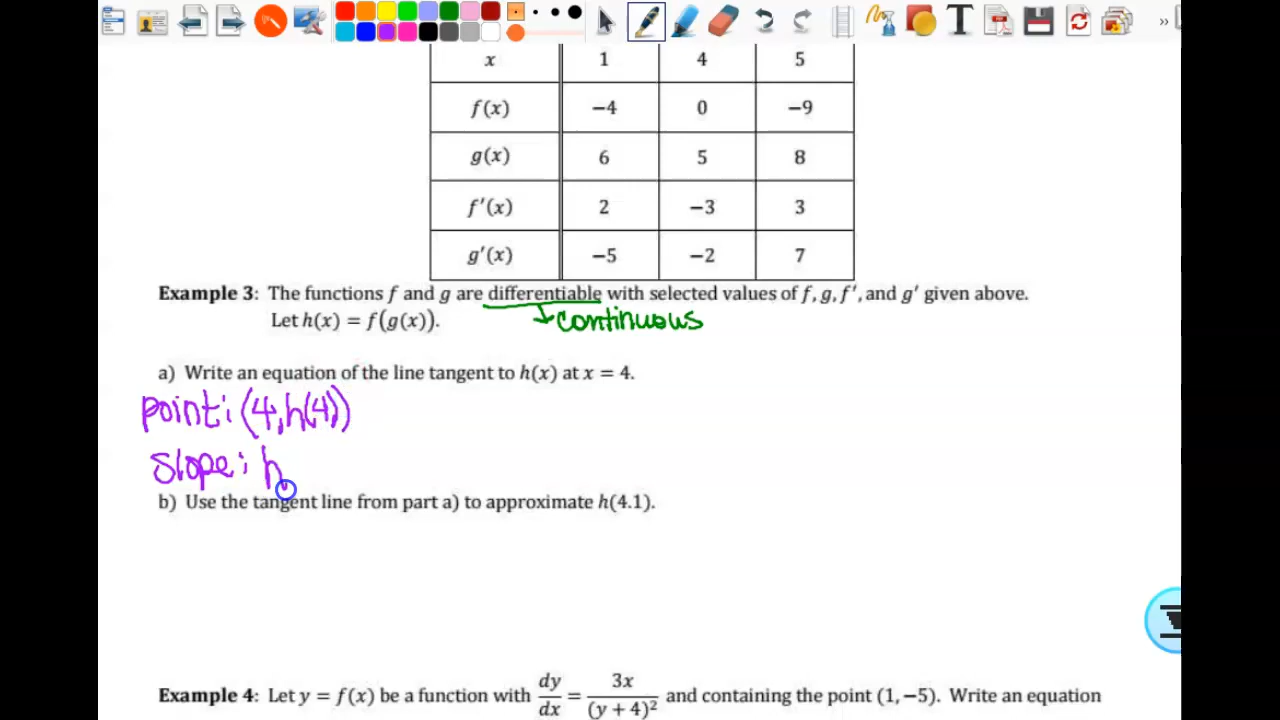 T
»
x 1 4 5
f(x) −4 0 −9
g(x) 6 5 8
f′(x) 2 −3 3
g′(x) −5 −2 7
Example 3: The functions f and g are differentiable with selected values of f, g, f′, and g′ given above.
Let h(x) = f(g(x)).
continuous
a) Write an equation of the line tangent to h(x) at x = 4.
point: (4, h(4))
slope: h
b) Use the tangent line from part a) to approximate h(4.1).
Example 4: Let y = f(x) be a function with dy/dx = 3x/(y + 4)² and containing the point (1, −5). Write an equation